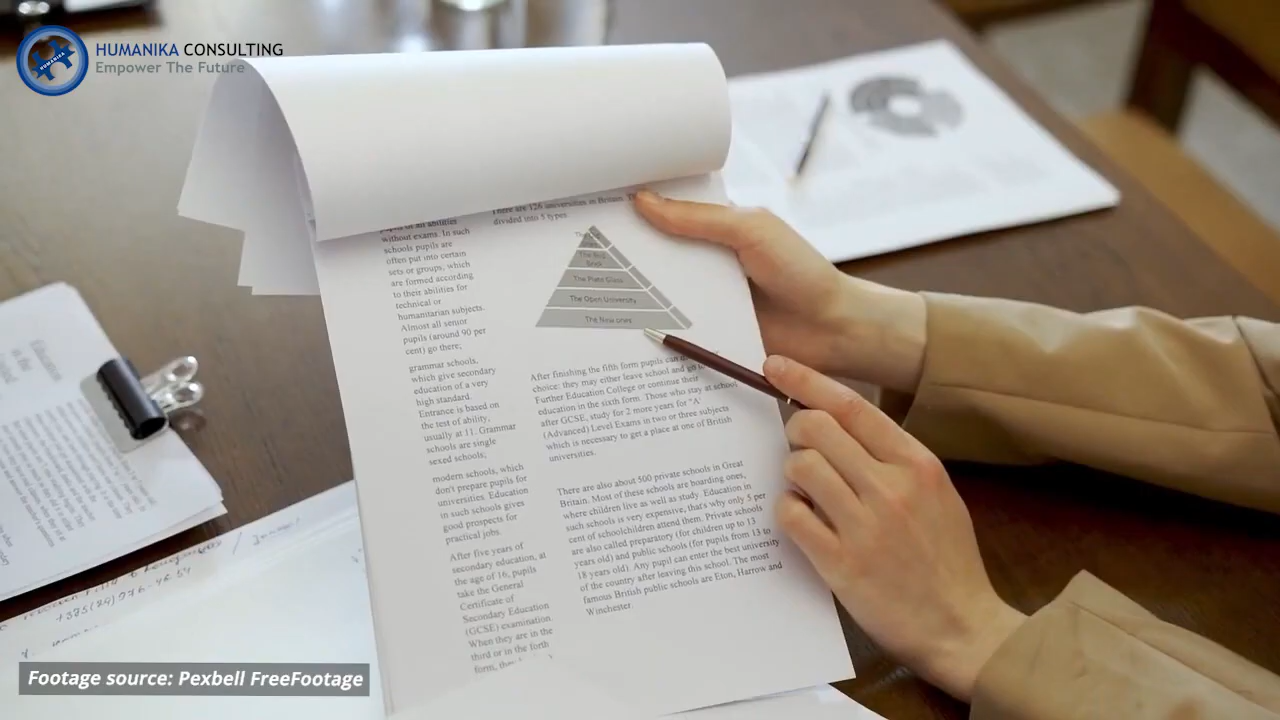 HUMANIKA CONSULTING
Empower The Future
HUMANIKA
There are 126 universities in Britain.
divided into 5 types
The Red
Brick
The Plate Glass
The Open University
The New ones
without exams. In such
schools pupils are
often put into certain
sets or groups, which
are formed according
to their abilities for
technical or
humanitarian subjects.
Almost all senior
pupils (around 90 per
cent) go there;
grammar schools,
which give secondary
education of a very
high standard.
Entrance is based on
the test of ability,
usually at 11. Grammar
schools are single
sexed schools;
modern schools, which
don't prepare pupils for
universities. Education
in such schools gives
good prospects for
practical jobs.
After five years of
secondary education, at
the age of 16, pupils
take the General
Certificate of
Secondary Education
(GCSE) examination.
When they are in the
third or in the forth
form, they
After finishing the fifth form pupils can
choice: they may either leave school and go to
Further Education College or continue their
education in the sixth form. Those who stay at school
after GCSE, study for 2 more years for "A'
(Advanced) Level Exams in two or three subjects
which is necessary to get a place at one of British
universities.
There are also about 500 private schools in Great
Britain. Most of these schools are boarding ones,
where children live as well as study. Education in
such schools is very expensive, that's why only 5 per
cent of schoolchildren attend them. Private schools
are also called preparatory (for children up to 13
years old) and public schools (for pupils from 13 to
18 years old). Any pupil can enter the best university
of the country after leaving this school. The most
famous British public schools are Eton, Harrow and
Winchester.
Footage source: Pexbell FreeFootage